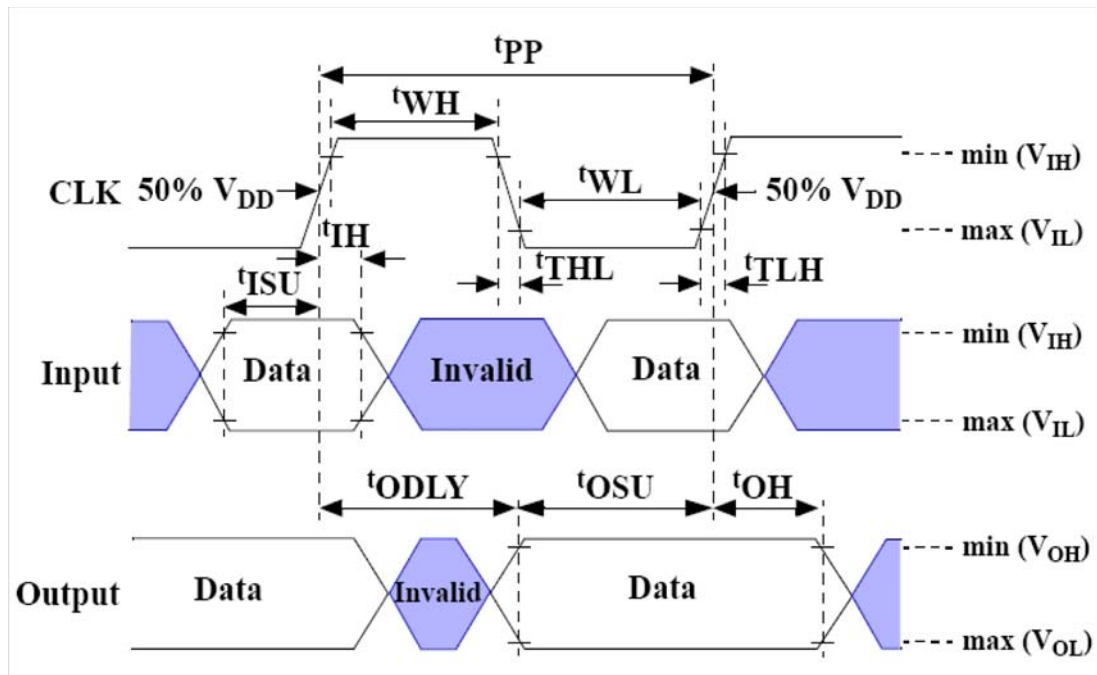 tPP
tWH
min (VIH)
CLK 50% VDD
tWL
50% VDD
max (VIL)
tIH
tTHL
tTLH
tISU
min (VIH)
Input
Data
Invalid
Data
max (VIL)
tODLY
tOSU
tOH
min (VOH)
Output
Data
Invalid
Data
max (VOL)